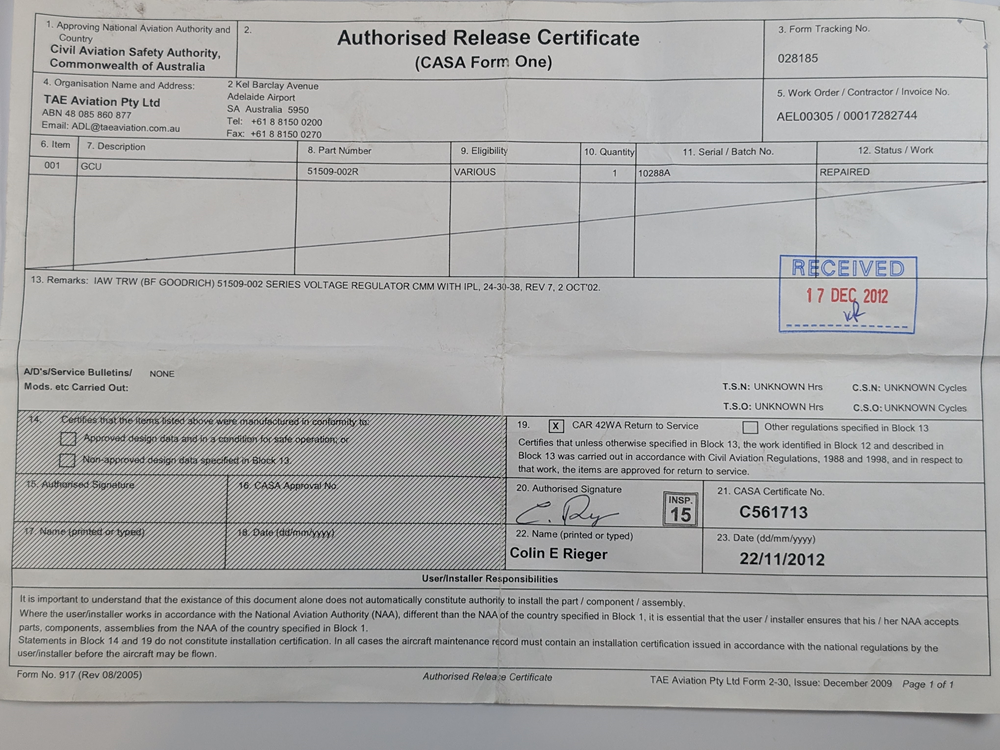 1. Approving National Aviation Authority and Country
Civil Aviation Safety Authority,
Commonwealth of Australia
2.
Authorised Release Certificate
(CASA Form One)
3. Form Tracking No.
028185
4. Organisation Name and Address:
TAE Aviation Pty Ltd
ABN 48 085 860 877
Email: ADL@taeaviation.com.au
2 Kel Barclay Avenue
Adelaide Airport
SA Australia 5950
Tel: +61 8 8150 0200
Fax: +61 8 8150 0270
5. Work Order / Contractor / Invoice No.
AEL00305 / 00017282744
6. Item 7. Description 8. Part Number 9. Eligibility 10. Quantity 11. Serial / Batch No. 12. Status / Work
001 GCU 51509-002R VARIOUS 1 10288A REPAIRED
13. Remarks: IAW TRW (BF GOODRICH) 51509-002 SERIES VOLTAGE REGULATOR CMM WITH IPL, 24-30-38, REV 7, 2 OCT'02.
RECEIVED
17 DEC 2012
A/D's/Service Bulletins/ NONE
Mods. etc Carried Out:
T.S.N: UNKNOWN Hrs C.S.N: UNKNOWN Cycles
T.S.O: UNKNOWN Hrs C.S.O: UNKNOWN Cycles
14. Certifies that the items listed above were manufactured in conformity to:
Approved design data and in a condition for safe operation; or
Non-approved design data specified in Block 13.
15. Authorised Signature
16. CASA Approval No.
17. Name (printed or typed)
18. Date (dd/mm/yyyy)
19. X CAR 42WA Return to Service Other regulations specified in Block 13
Certifies that unless otherwise specified in Block 13, the work identified in Block 12 and described in
Block 13 was carried out in accordance with Civil Aviation Regulations, 1988 and 1998, and in respect to
that work, the items are approved for return to service.
20. Authorised Signature
INSP.
15
21. CASA Certificate No.
C561713
22. Name (printed or typed)
Colin E Rieger
23. Date (dd/mm/yyyy)
22/11/2012
User/Installer Responsibilities
It is important to understand that the existance of this document alone does not automatically constitute authority to install the part / component / assembly.
Where the user/installer works in accordance with the National Aviation Authority (NAA), different than the NAA of the country specified in Block 1, it is essential that the user / installer ensures that his / her NAA accepts
parts, components, assemblies from the NAA of the country specified in Block 1.
Statements in Block 14 and 19 do not constitute installation certification. In all cases the aircraft maintenance record must contain an installation certification issued in accordance with the national regulations by the
user/installer before the aircraft may be flown.
Form No. 917 (Rev 08/2005) Authorised Release Certificate TAE Aviation Pty Ltd Form 2-30, Issue: December 2009 Page 1 of 1